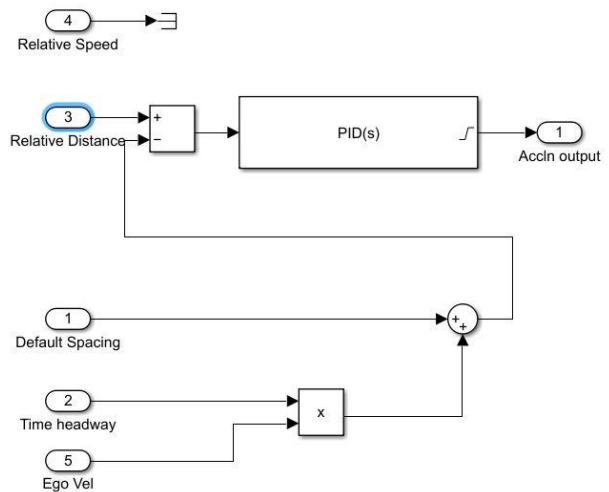 4
Relative Speed
3
Relative Distance
+
−
PID(s)
1
Accln output
1
Default Spacing
+
+
2
Time headway
x
5
Ego Vel